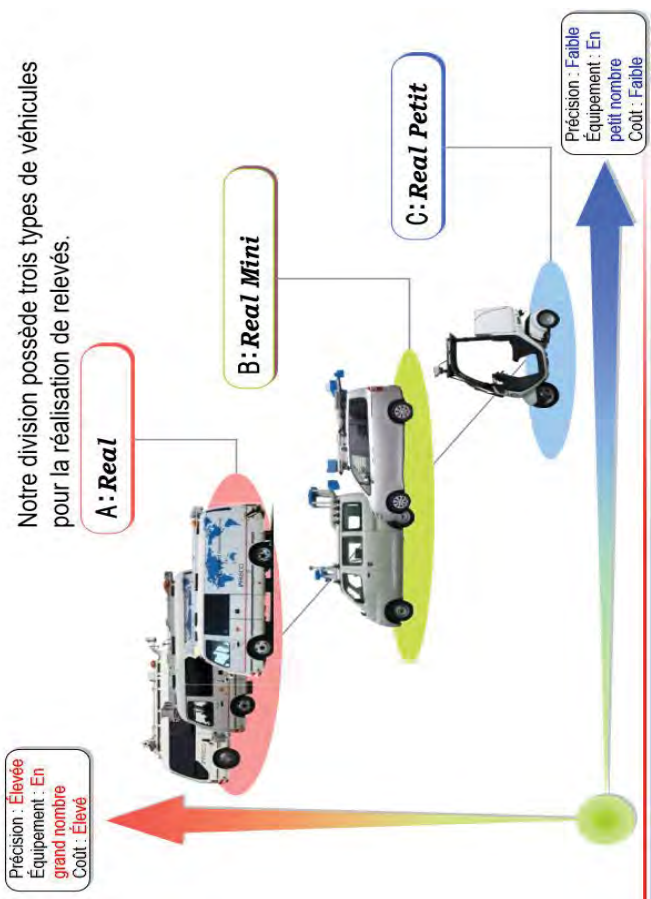 Notre division possède trois types de véhicules
pour la réalisation de relevés.
Précision : Élevée
Équipement : En
grand nombre
Coût : Élevé
A: Real
B: Real Mini
C: Real Petit
Précision : Faible
Équipement : En
petit nombre
Coût : Faible
PASCO